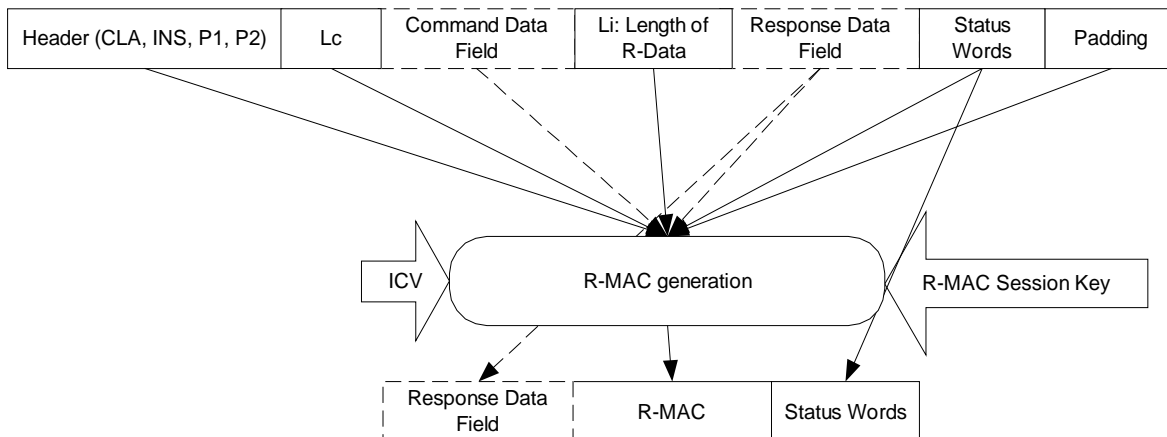 Header (CLA, INS, P1, P2)
Lc
Command Data
Field
Li: Length of
R-Data
Response Data
Field
Status
Words
Padding
ICV
R-MAC generation
R-MAC Session Key
Response Data
Field
R-MAC
Status Words